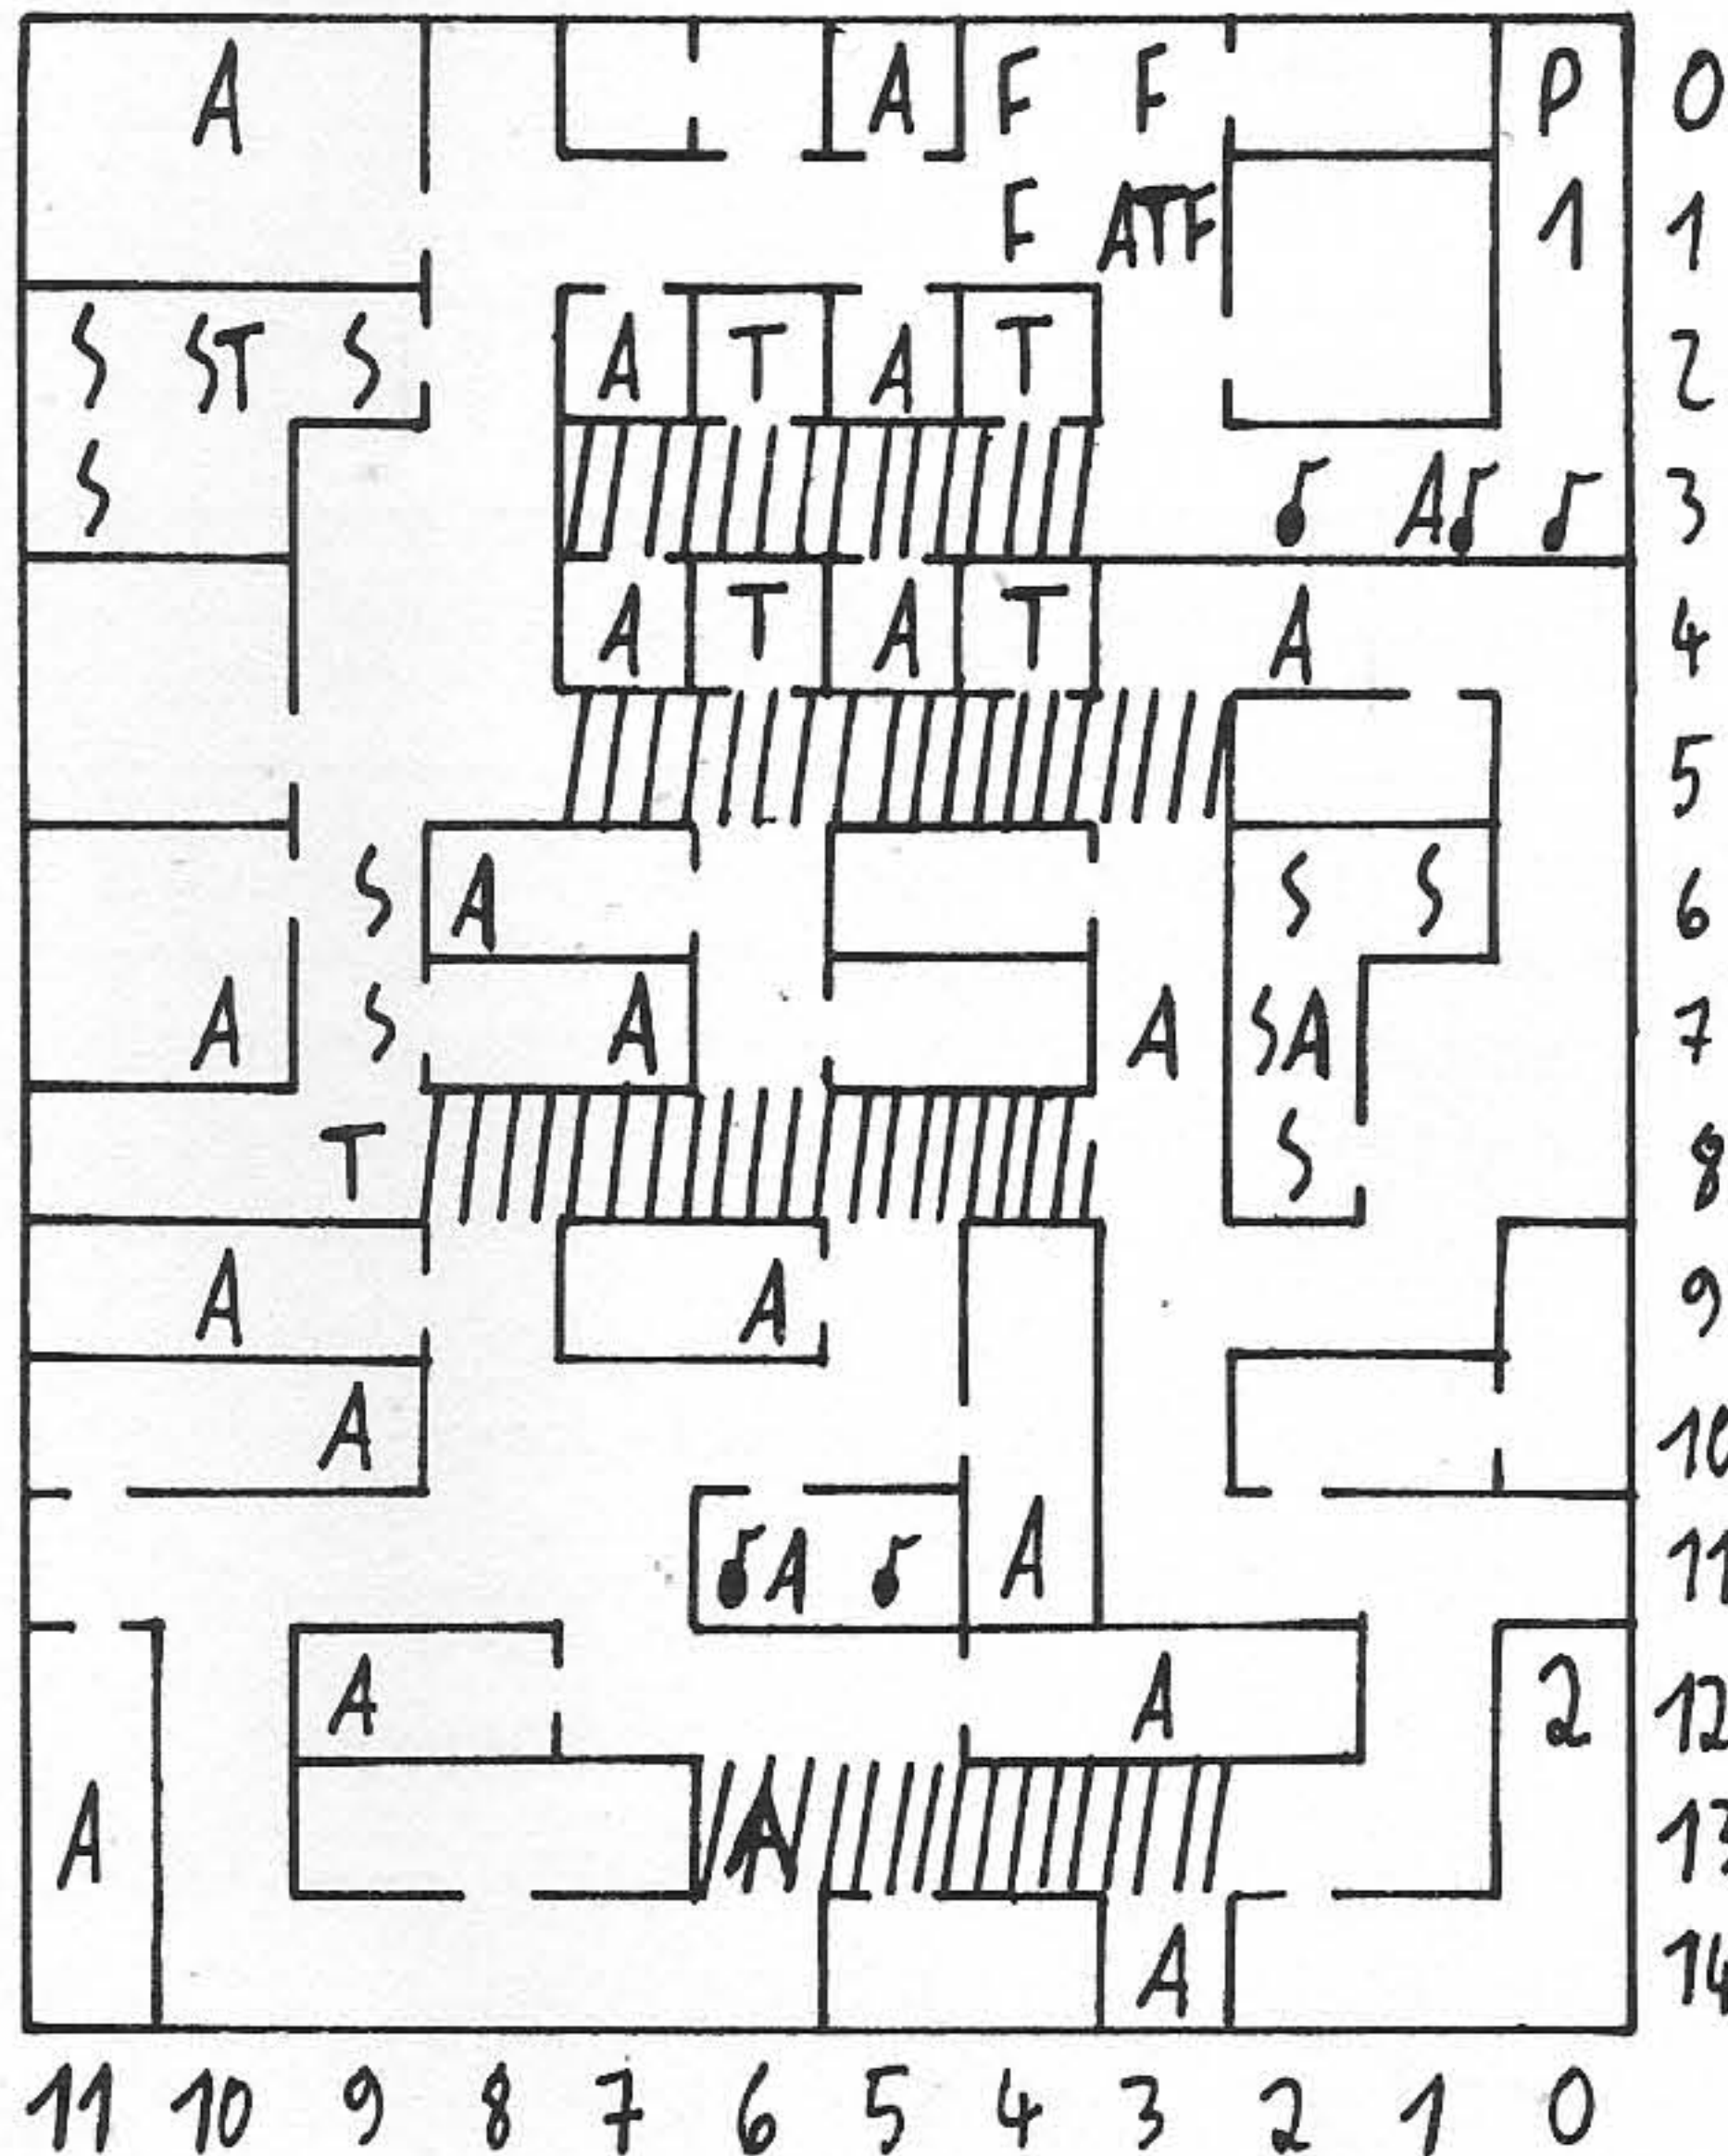 A A F F P 0
F ATF 1 1
S ST S A T A T 2
S ♪ A♪ ♪ 3
A T A T A 4
5
S A S S 6
A S A A SA 7
T S 8
A A 9
A 10
♪A ♪ A 11
A A 2 12
A A 13
A 14
11 10 9 8 7 6 5 4 3 2 1 0